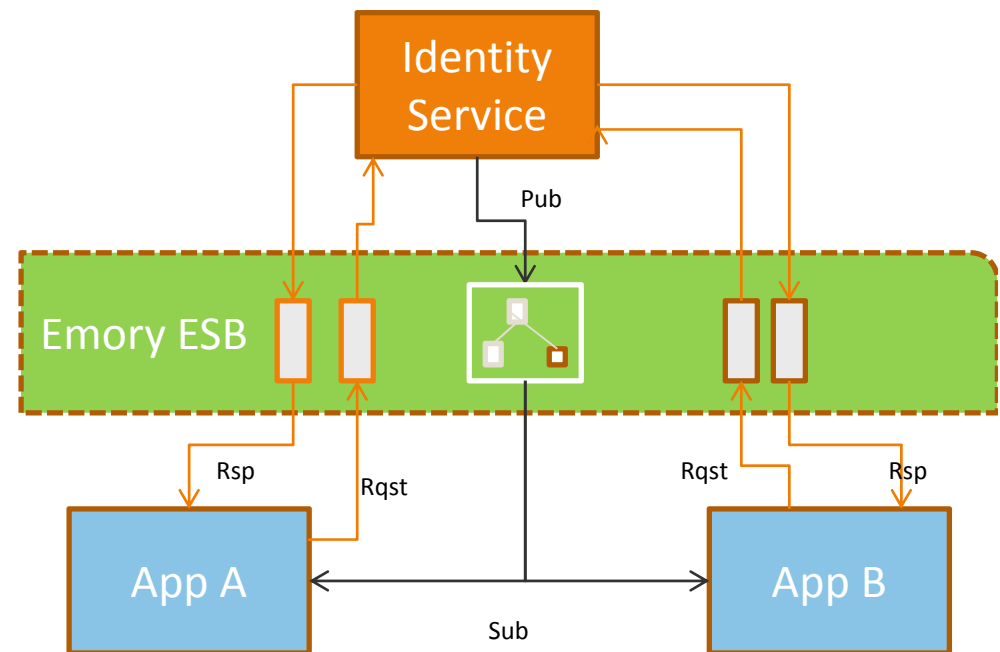 Identity
Service
Pub
Emory ESB
Rsp
Rqst
Rqst
Rsp
App A
App B
Sub